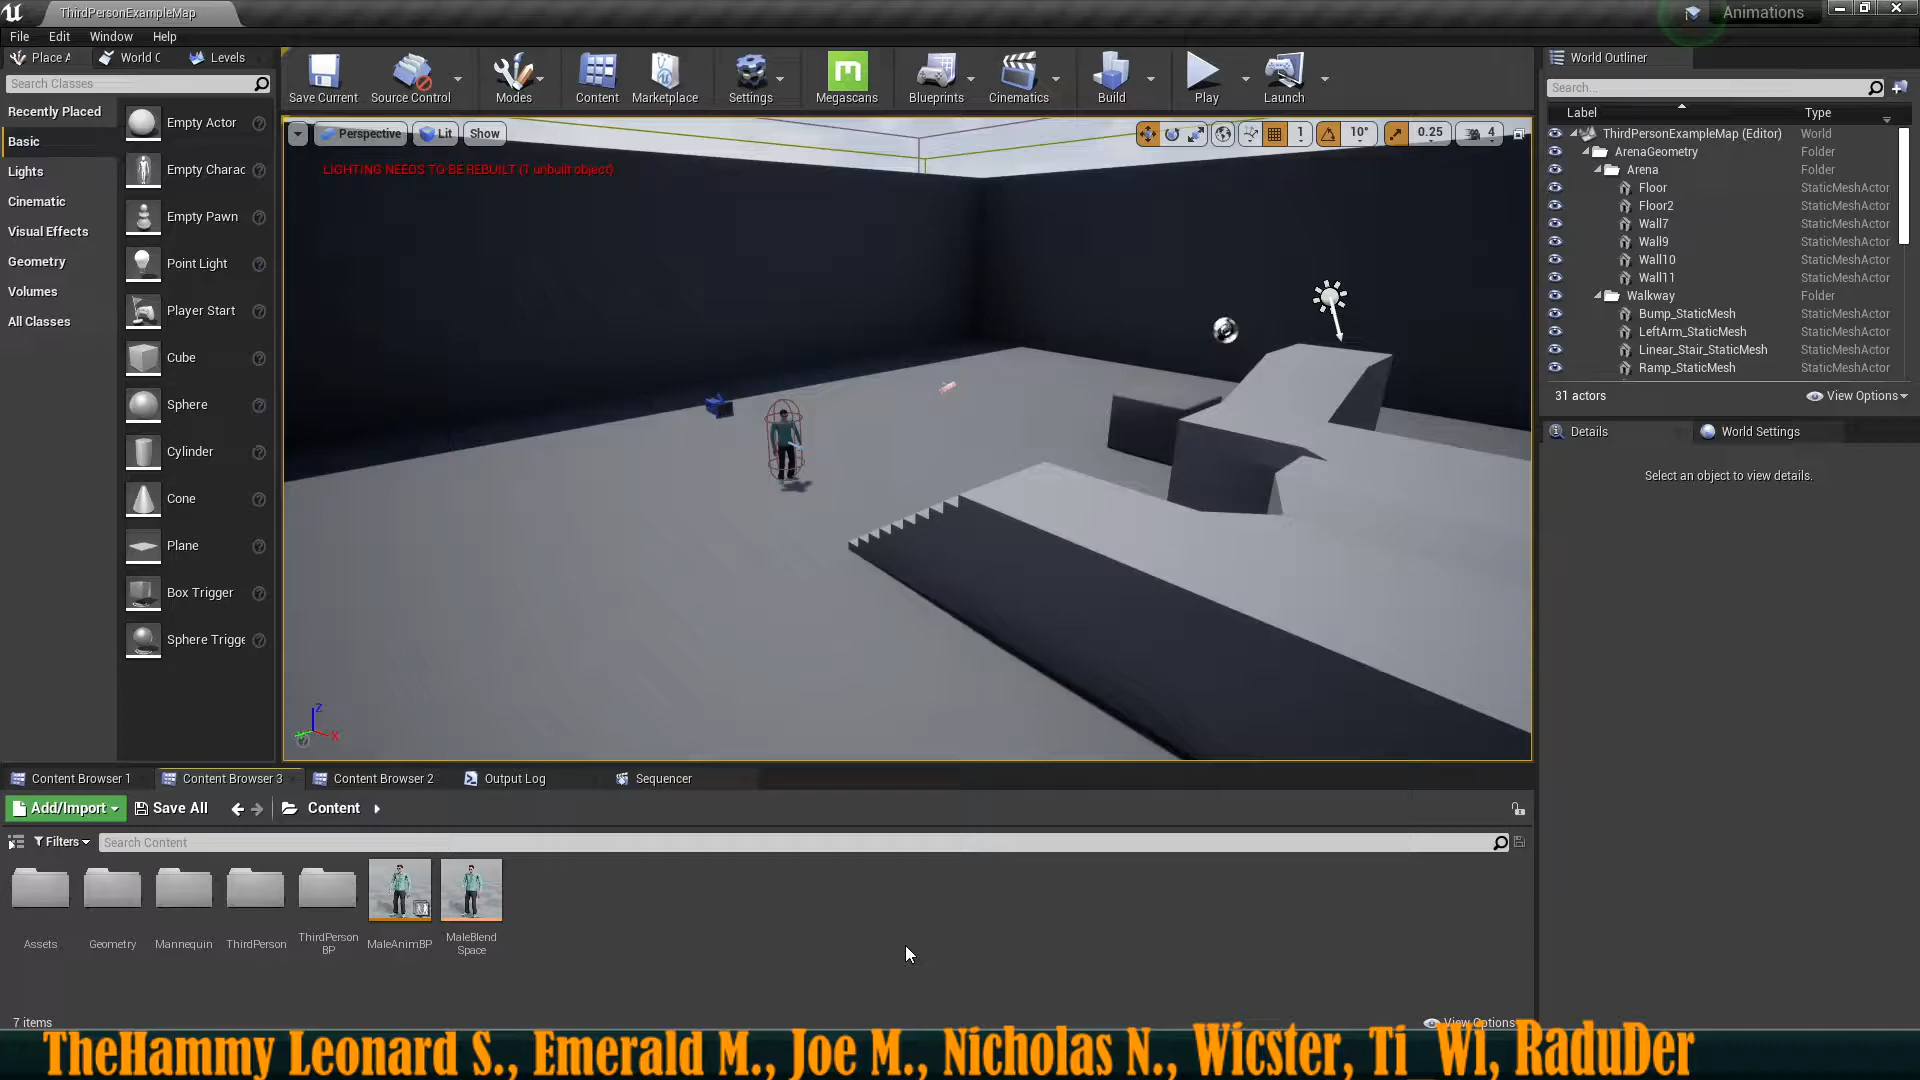 ThirdPersonExampleMap
Animations
File Edit Window Help
Place A
World C
Levels
Search Classes
Recently Placed
Basic
Lights
Cinematic
Visual Effects
Geometry
Volumes
All Classes
Empty Actor
Empty Charac
Empty Pawn
Point Light
Player Start
Cube
Sphere
Cylinder
Cone
Plane
Box Trigger
Sphere Trigge
Save Current
Source Control
Modes
Content
Marketplace
Settings
Megascans
Blueprints
Cinematics
Build
Play
Launch
Perspective
Lit
Show
1
10°
0.25
4
LIGHTING NEEDS TO BE REBUILT (1 unbuilt object)
Z
X
World Outliner
Search...
Label Type
ThirdPersonExampleMap (Editor) World
ArenaGeometry Folder
Arena Folder
Floor StaticMeshActor
Floor2 StaticMeshActor
Wall7 StaticMeshActor
Wall9 StaticMeshActor
Wall10 StaticMeshActor
Wall11 StaticMeshActor
Walkway Folder
Bump_StaticMesh StaticMeshActor
LeftArm_StaticMesh StaticMeshActor
Linear_Stair_StaticMesh StaticMeshActor
Ramp_StaticMesh StaticMeshActor
31 actors
View Options
Details
World Settings
Select an object to view details.
Content Browser 1
Content Browser 3
Content Browser 2
Output Log
Sequencer
Add/Import
Save All
Content
Filters
Search Content
Assets
Geometry
Mannequin
ThirdPerson
ThirdPerson
BP
MaleAnimBP
MaleBlend
Space
7 items
View Options
TheHammy Leonard S., Emerald M., Joe M., Nicholas N., Wicster, Ti_Wi, RaduDer